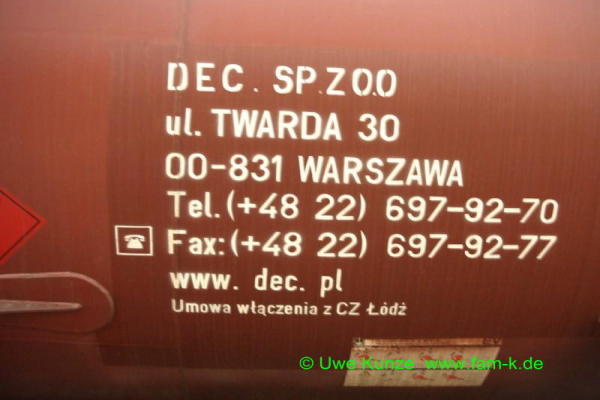 DEC. SP.ZO.O
ul. TWARDA 30
00-831 WARSZAWA
Tel.(+48 22) 697-92-70
Fax:(+48 22) 697-92-77
www. dec. pl
Umowa włączenia z CZ Łódź
© Uwe Kunze www.fam-k.de